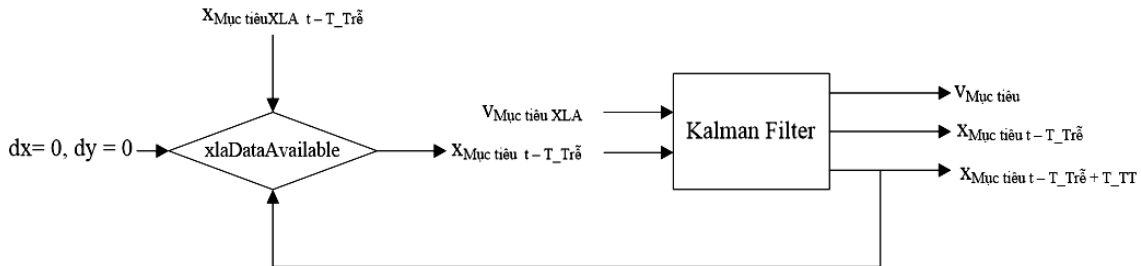 xMục tiêuXLA t – T_Trễ
dx= 0, dy = 0
xlaDataAvailable
vMục tiêu XLA
xMục tiêu t – T_Trễ
Kalman Filter
vMục tiêu
xMục tiêu t – T_Trễ
xMục tiêu t – T_Trễ + T_TT